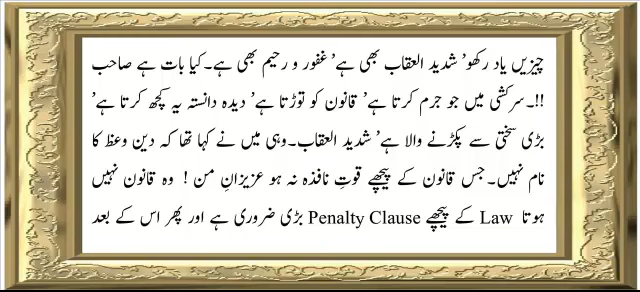 چیزیں یاد رکھو' شدید العقاب بھی ہے' غفور و رحیم بھی ہے۔کیا بات ہے صاحب
!!۔سرکشی میں جو جرم کرتا ہے' قانون کو توڑتا ہے' دیدہ دانستہ یہ کچھ کرتا ہے'
بڑی سختی سے پکڑنے والا ہے' شدید العقاب۔وہی میں نے کہا تھا کہ دین وعظ کا
نام نہیں۔جس قانون کے پیچھے قوتِ نافذہ نہ ہو عزیزانِ من ! وہ قانون نہیں
ہوتا Law کے پیچھے Penalty Clause بڑی ضروری ہے اور پھر اس کے بعد